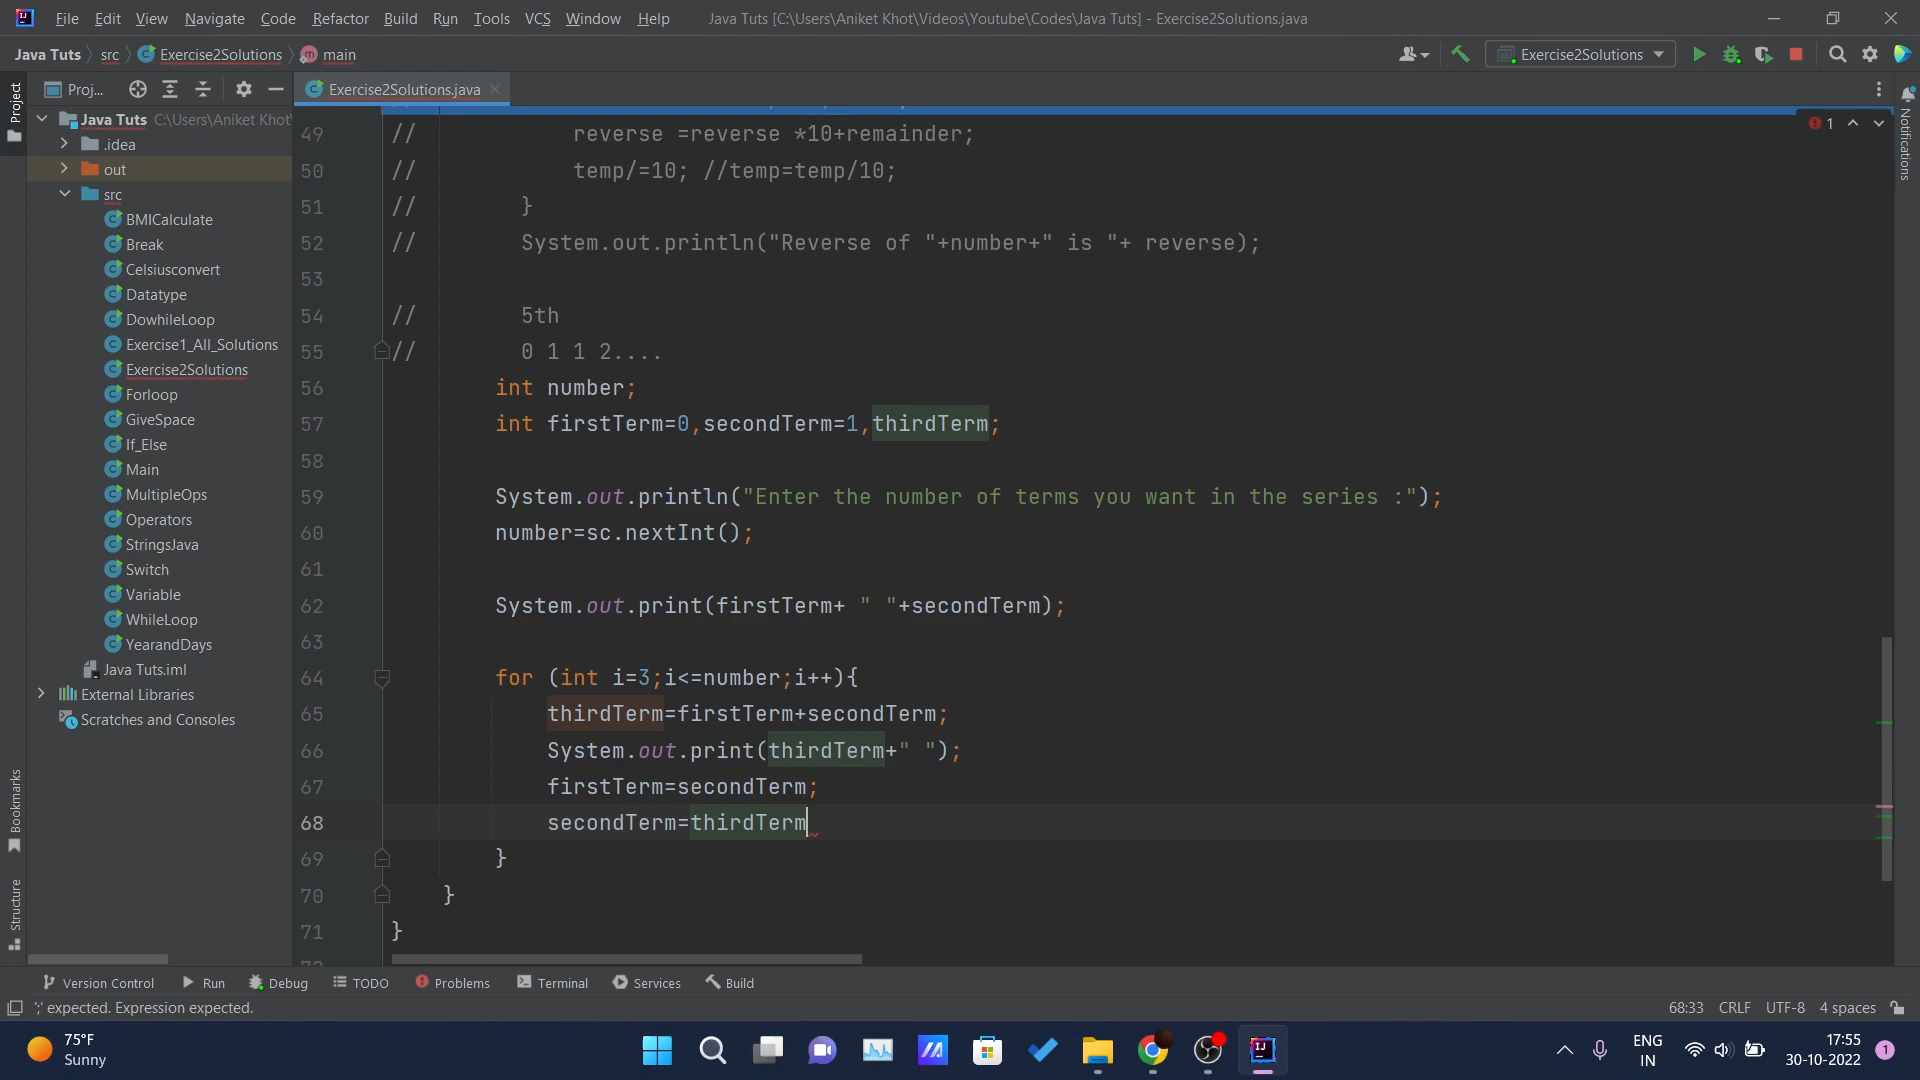 File Edit View Navigate Code Refactor Build Run Tools VCS Window Help Java Tuts [C:\Users\Aniket Khot\Videos\Youtube\Codes\Java Tuts] - Exercise2Solutions.java
Java Tuts src Exercise2Solutions main Exercise2Solutions
Proj... Exercise2Solutions.java
Project
Notifications
Java Tuts C:\Users\Aniket Khot\
.idea
out
src
BMICalculate
Break
Celsiusconvert
Datatype
DowhileLoop
Exercise1_All_Solutions
Exercise2Solutions
Forloop
GiveSpace
If_Else
Main
MultipleOps
Operators
StringsJava
Switch
Variable
WhileLoop
YearandDays
Java Tuts.iml
External Libraries
Scratches and Consoles
Bookmarks
Structure
1
49 // reverse =reverse *10+remainder;
50 // temp/=10; //temp=temp/10;
51 // }
52 // System.out.println("Reverse of "+number+" is "+ reverse);
53
54 // 5th
55 // 0 1 1 2....
56 int number;
57 int firstTerm=0,secondTerm=1,thirdTerm;
58
59 System.out.println("Enter the number of terms you want in the series :");
60 number=sc.nextInt();
61
62 System.out.print(firstTerm+ " "+secondTerm);
63
64 for (int i=3;i<=number;i++){
65 thirdTerm=firstTerm+secondTerm;
66 System.out.print(thirdTerm+" ");
67 firstTerm=secondTerm;
68 secondTerm=thirdTerm
69 }
70 }
71 }
Version Control Run Debug TODO Problems Terminal Services Build
';' expected. Expression expected. 68:33 CRLF UTF-8 4 spaces
75°F
Sunny
ENG
IN
17:55
30-10-2022
1